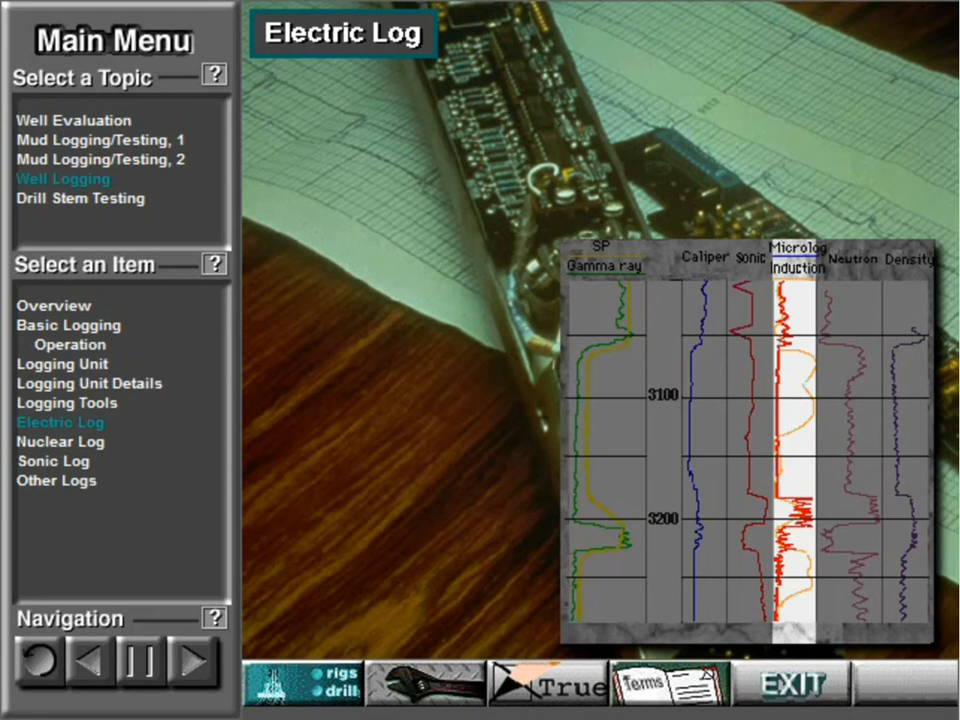 Main Menu
Select a Topic ?
Well Evaluation
Mud Logging/Testing, 1
Mud Logging/Testing, 2
Well Logging
Drill Stem Testing
Select an Item ?
Overview
Basic Logging
Operation
Logging Unit
Logging Unit Details
Logging Tools
Electric Log
Nuclear Log
Sonic Log
Other Logs
Navigation ?
Electric Log
SP
Gamma ray
Caliper
Sonic
Microlog
Induction
Neutron
Density
3100
3200
rigs
drill
True
Terms
EXIT